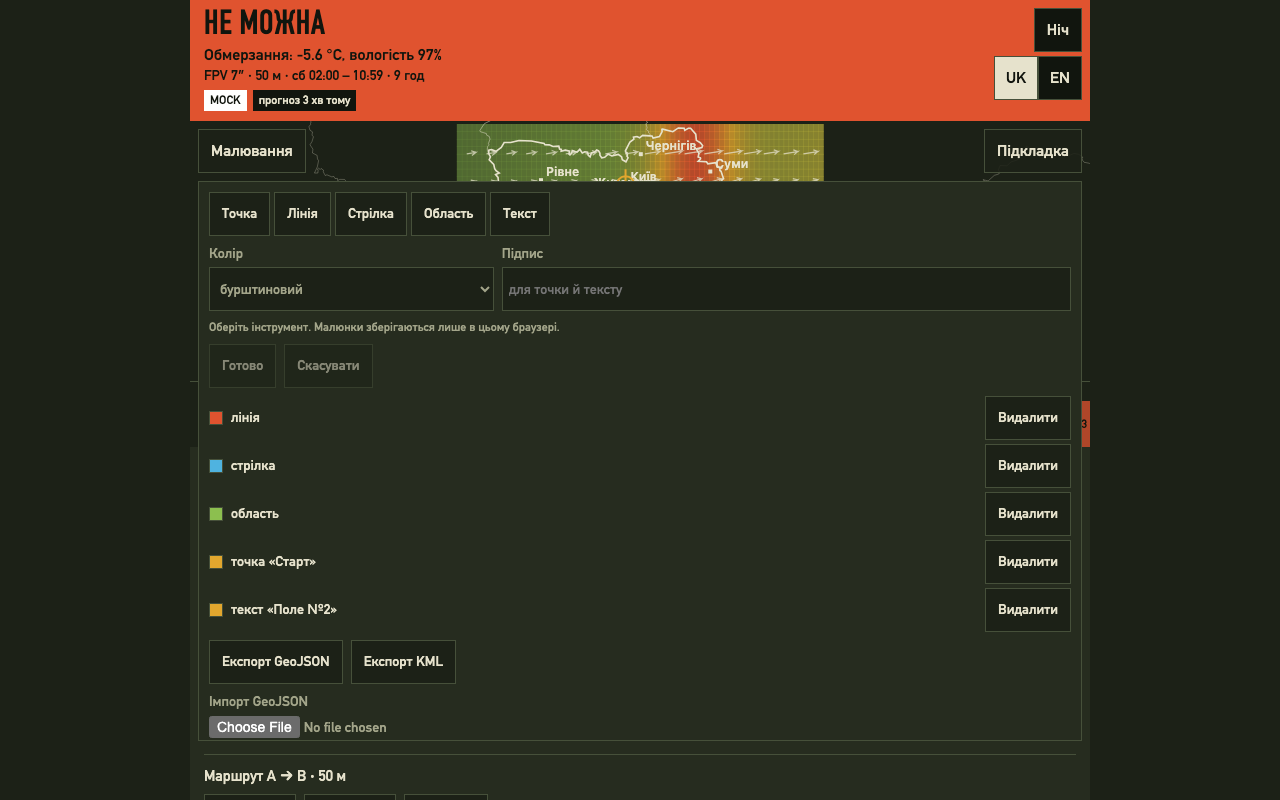 НЕ МОЖНА
Обмерзання: -5.6 °C, вологість 97%
FPV 7″ · 50 м · сб 02:00 – 10:59 · 9 год
МОСК
прогноз 3 хв тому
Ніч
UK
EN
Малювання
Підкладка
Чернігів
Суми
Рівне
Київ
Точка
Лінія
Стрілка
Область
Текст
Колір
Підпис
бурштиновий
для точки й тексту
Оберіть інструмент. Малюнки зберігаються лише в цьому браузері.
Готово
Скасувати
лінія
Видалити
3
стрілка
Видалити
область
Видалити
точка «Старт»
Видалити
текст «Поле №2»
Видалити
Експорт GeoJSON
Експорт KML
Імпорт GeoJSON
Choose File
No file chosen
Маршрут A → B · 50 м